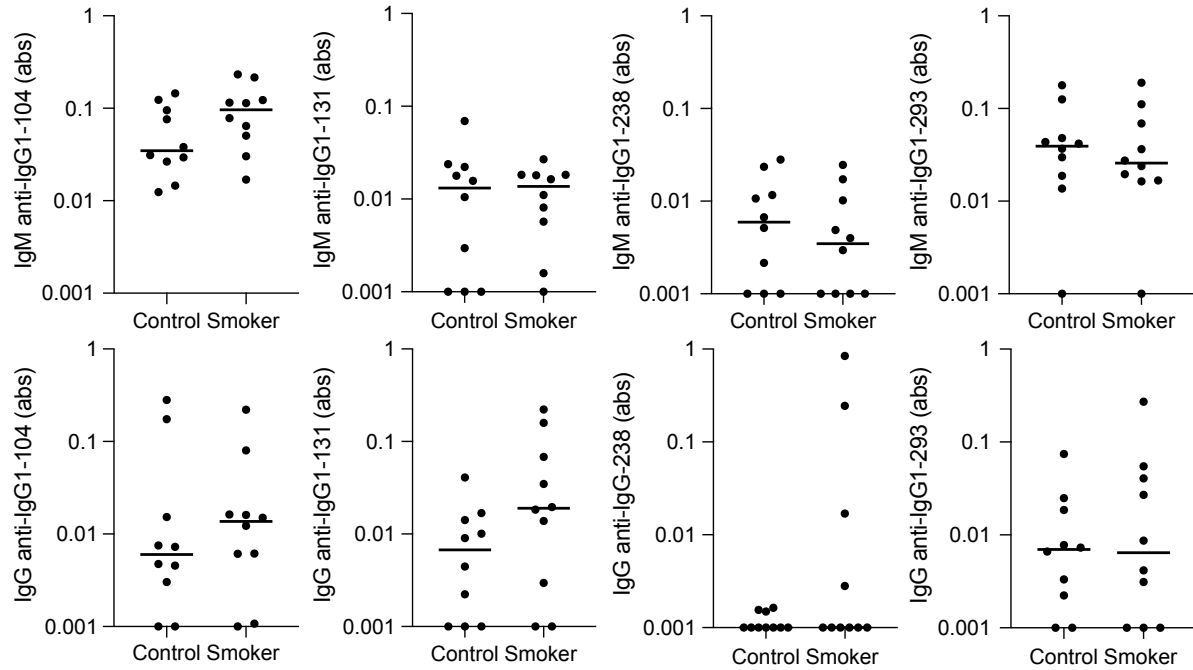 IgM anti-IgG1-104 (abs)
1
0.1
0.01
0.001
Control Smoker
IgM anti-IgG1-131 (abs)
1
0.1
0.01
0.001
Control Smoker
IgM anti-IgG1-238 (abs)
1
0.1
0.01
0.001
Control Smoker
IgM anti-IgG1-293 (abs)
1
0.1
0.01
0.001
Control Smoker
IgG anti-IgG1-104 (abs)
1
0.1
0.01
0.001
Control Smoker
IgG anti-IgG1-131 (abs)
1
0.1
0.01
0.001
Control Smoker
IgG anti-IgG-238 (abs)
1
0.1
0.01
0.001
Control Smoker
IgG anti-IgG1-293 (abs)
1
0.1
0.01
0.001
Control Smoker